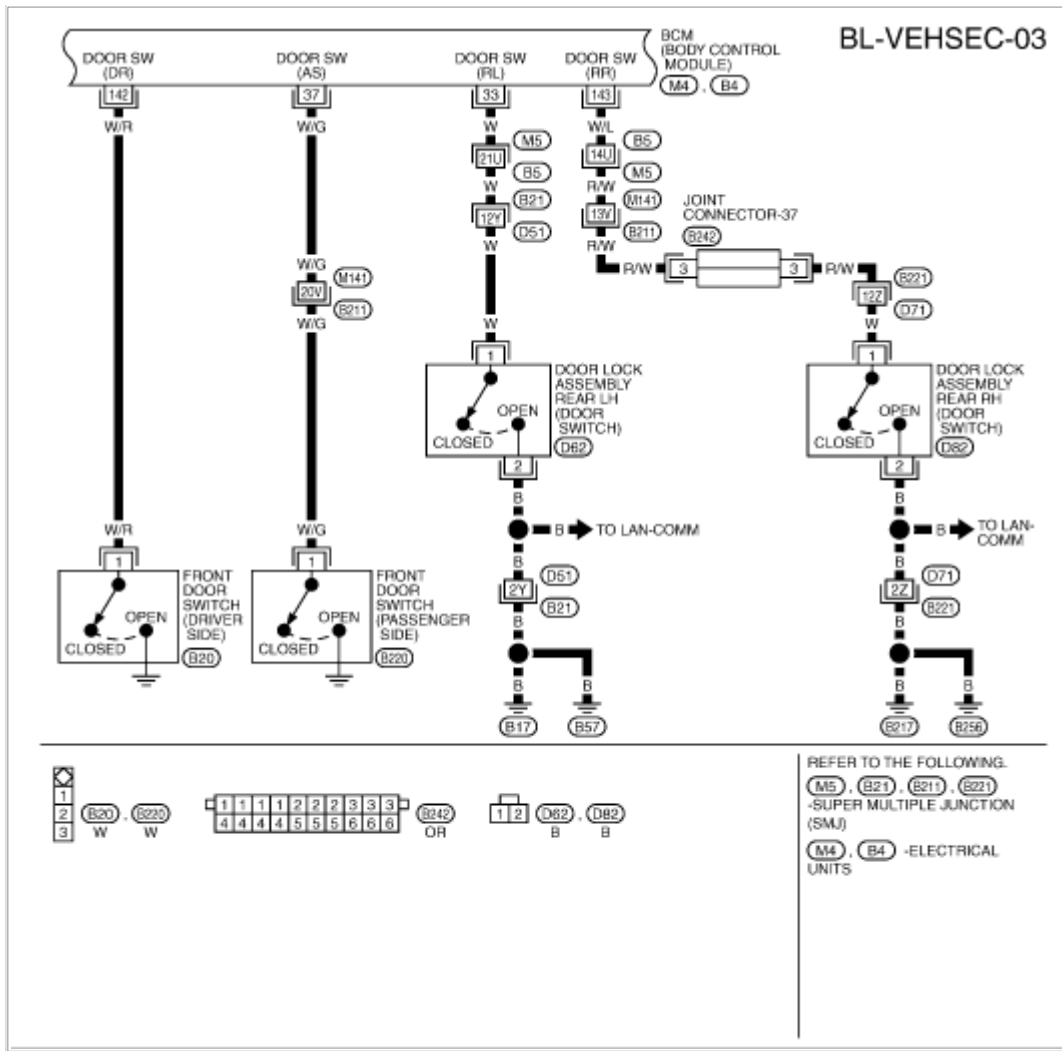 BL-VEHSEC-03
BCM
(BODY CONTROL
MODULE)
M4 , B4
DOOR SW
(DR)
DOOR SW
(AS)
DOOR SW
(RL)
DOOR SW
(RR)
142
37
33
143
W/R
W/G
W
W/L
21U
M5
B5
14U
B5
M5
W
R/W
12Y
B21
D51
13V
M141
B211
W
R/W
JOINT
CONNECTOR-37
B242
R/W
3
3
R/W
W/G
20V
M141
B211
W/G
12Z
B221
D71
W
W
1
DOOR LOCK
ASSEMBLY
REAR LH
(DOOR
SWITCH)
D62
OPEN
CLOSED
2
1
DOOR LOCK
ASSEMBLY
REAR RH
(DOOR
SWITCH)
D82
OPEN
CLOSED
2
B
B
B
TO LAN-COMM
B
TO LAN-
COMM
W/R
W/G
B
B
1
FRONT
DOOR
SWITCH
(DRIVER
SIDE)
B20
OPEN
CLOSED
1
FRONT
DOOR
SWITCH
(PASSENGER
SIDE)
B220
OPEN
CLOSED
2Y
D51
B21
2Z
D71
B221
B
B
B
B
B
B
B17
B57
B217
B256
1
2
3
B20 , B220
W W
1 1 1 1 2 2 2 3 3 3
4 4 4 4 5 5 5 6 6 6
B242
OR
1 2
D62 , D82
B B
REFER TO THE FOLLOWING.
M5 , B21 , B211 , B221
-SUPER MULTIPLE JUNCTION
(SMJ)
M4 , B4 -ELECTRICAL
UNITS